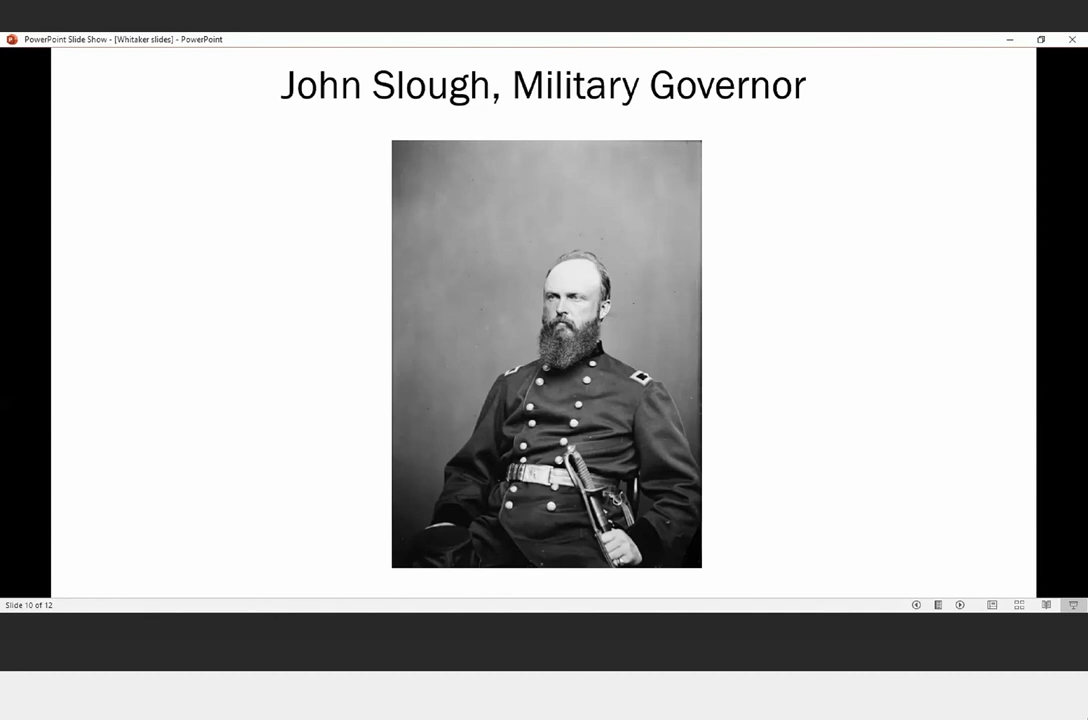 PowerPoint Slide Show - [Whitaker slides] - PowerPoint
John Slough, Military Governor
Slide 10 of 12